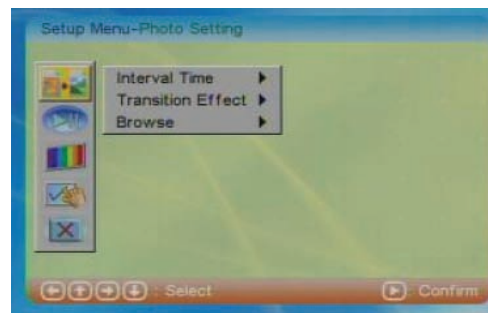 Setup Menu-Photo Setting
Interval Time
Transition Effect
Browse
: Select
: Confirm